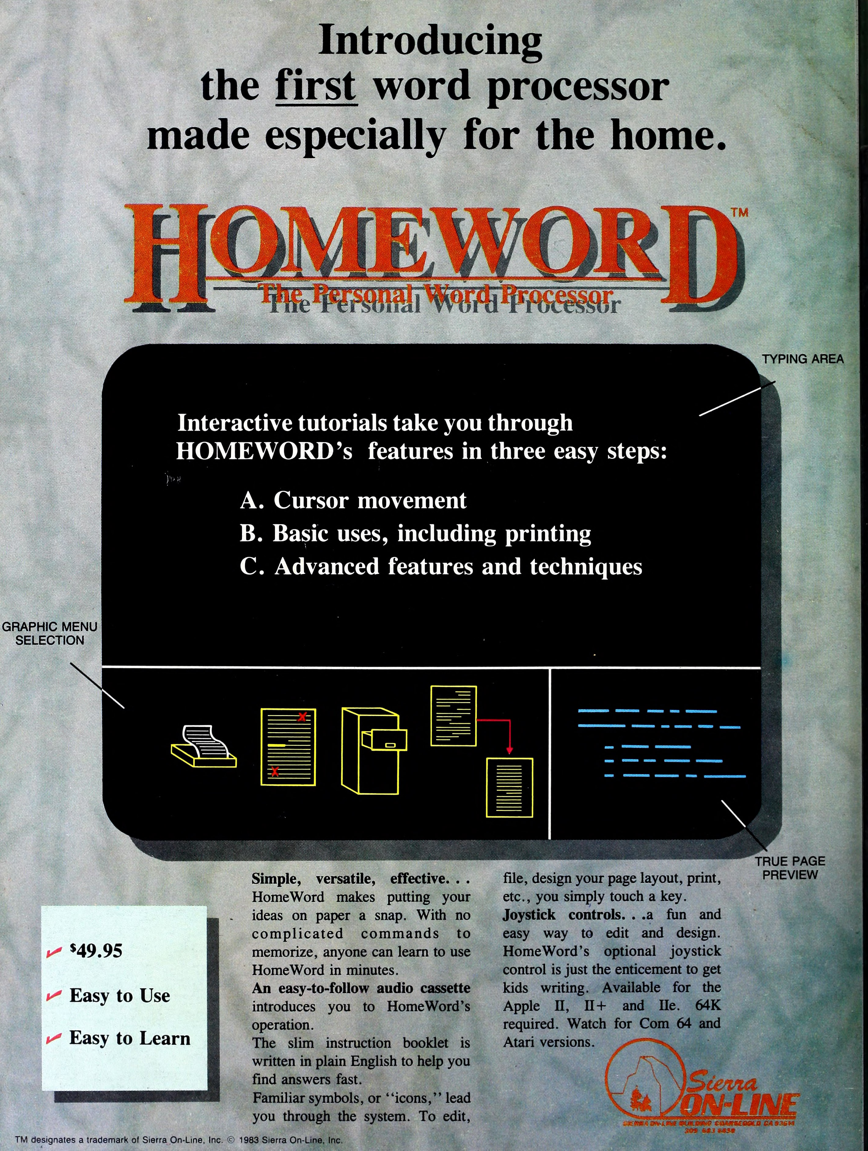 Introducing
the first word processor
made especially for the home.
HOMEWORD™
The Personal Word Processor
TYPING AREA
Interactive tutorials take you through
HOMEWORD's features in three easy steps:
A. Cursor movement
B. Basic uses, including printing
C. Advanced features and techniques
GRAPHIC MENU
SELECTION
TRUE PAGE
PREVIEW
$49.95
Easy to Use
Easy to Learn
Simple, versatile, effective. . .
HomeWord makes putting your
ideas on paper a snap. With no
complicated commands to
memorize, anyone can learn to use
HomeWord in minutes.
An easy-to-follow audio cassette
introduces you to HomeWord's
operation.
The slim instruction booklet is
written in plain English to help you
find answers fast.
Familiar symbols, or "icons," lead
you through the system. To edit,
file, design your page layout, print,
etc., you simply touch a key.
Joystick controls. . .a fun and
easy way to edit and design.
HomeWord's optional joystick
control is just the enticement to get
kids writing. Available for the
Apple II, II+ and IIe. 64K
required. Watch for Com 64 and
Atari versions.
Sierra
ON-LINE
SIERRA ON-LINE BUILDING COARSEGOLD, CA 93614
TM designates a trademark of Sierra On-Line, Inc. © 1983 Sierra On-Line, Inc.